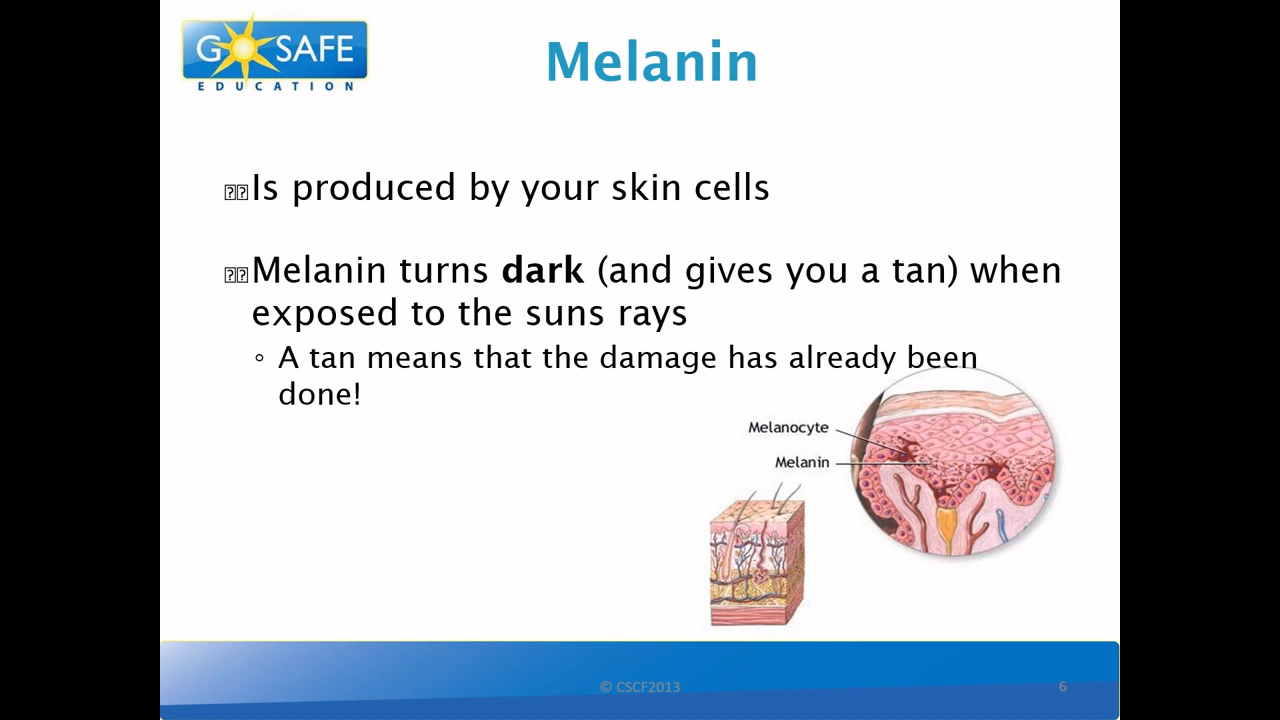 GO SAFE
EDUCATION
Melanin
Is produced by your skin cells
Melanin turns dark (and gives you a tan) when
exposed to the suns rays
◦ A tan means that the damage has already been
done!
Melanocyte
Melanin
© CSCF2013
6